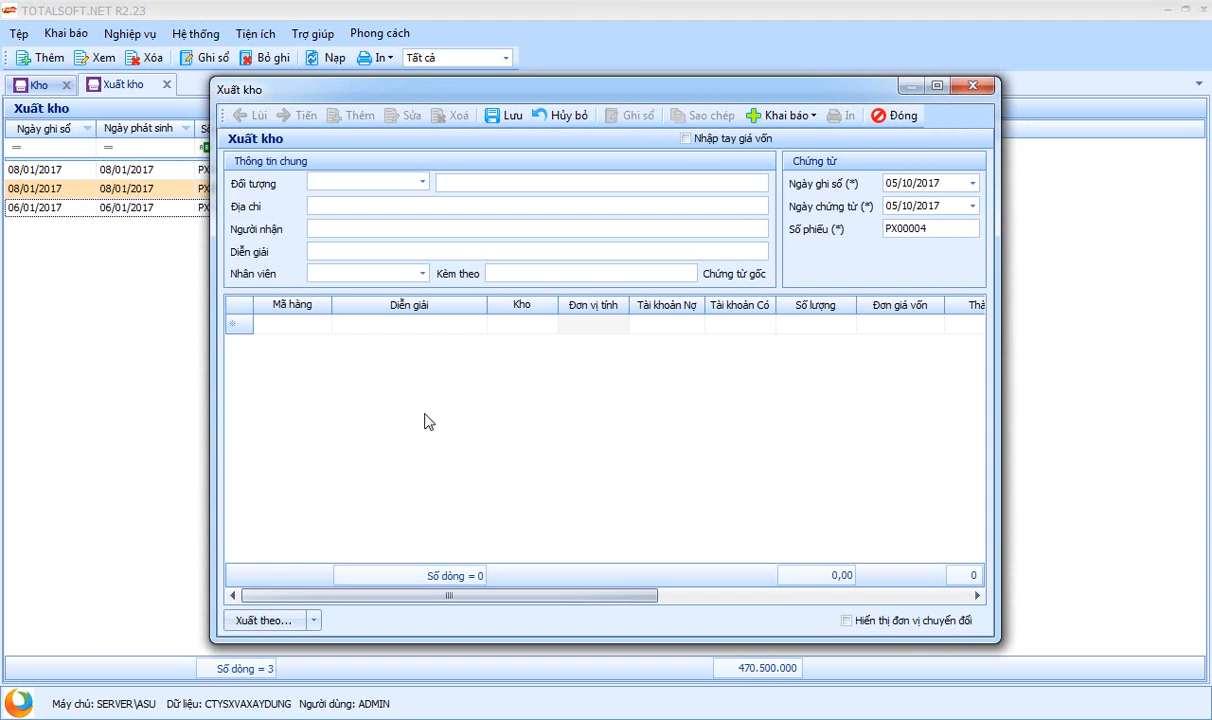 TOTALSOFT.NET R2.23
Tệp Khai báo Nghiệp vụ Hệ thống Tiện ích Trợ giúp Phong cách
Thêm Xem Xóa Ghi sổ Bỏ ghi Nạp In Tất cả
Kho Xuất kho
Xuất kho
Ngày ghi sổ Ngày phát sinh
= =
08/01/2017 08/01/2017 PX
08/01/2017 08/01/2017 PX
06/01/2017 06/01/2017 PX
Xuất kho
Lùi Tiến Thêm Sửa Xoá Lưu Hủy bỏ Ghi sổ Sao chép Khai báo In Đóng
Xuất kho Nhập tay giá vốn
Thông tin chung Chứng từ
Đối tượng Ngày ghi sổ (*) 05/10/2017
Địa chỉ Ngày chứng từ (*) 05/10/2017
Người nhận Số phiếu (*) PX00004
Diễn giải
Nhân viên Kèm theo Chứng từ gốc
Mã hàng Diễn giải Kho Đơn vị tính Tài khoản Nợ Tài khoản Có Số lượng Đơn giá vốn Thà
Số dòng = 0 0,00 0
Xuất theo... Hiển thị đơn vị chuyển đổi
Số dòng = 3 470.500.000
Máy chủ: SERVER\ASU Dữ liệu: CTYSXVAXAYDUNG Người dùng: ADMIN